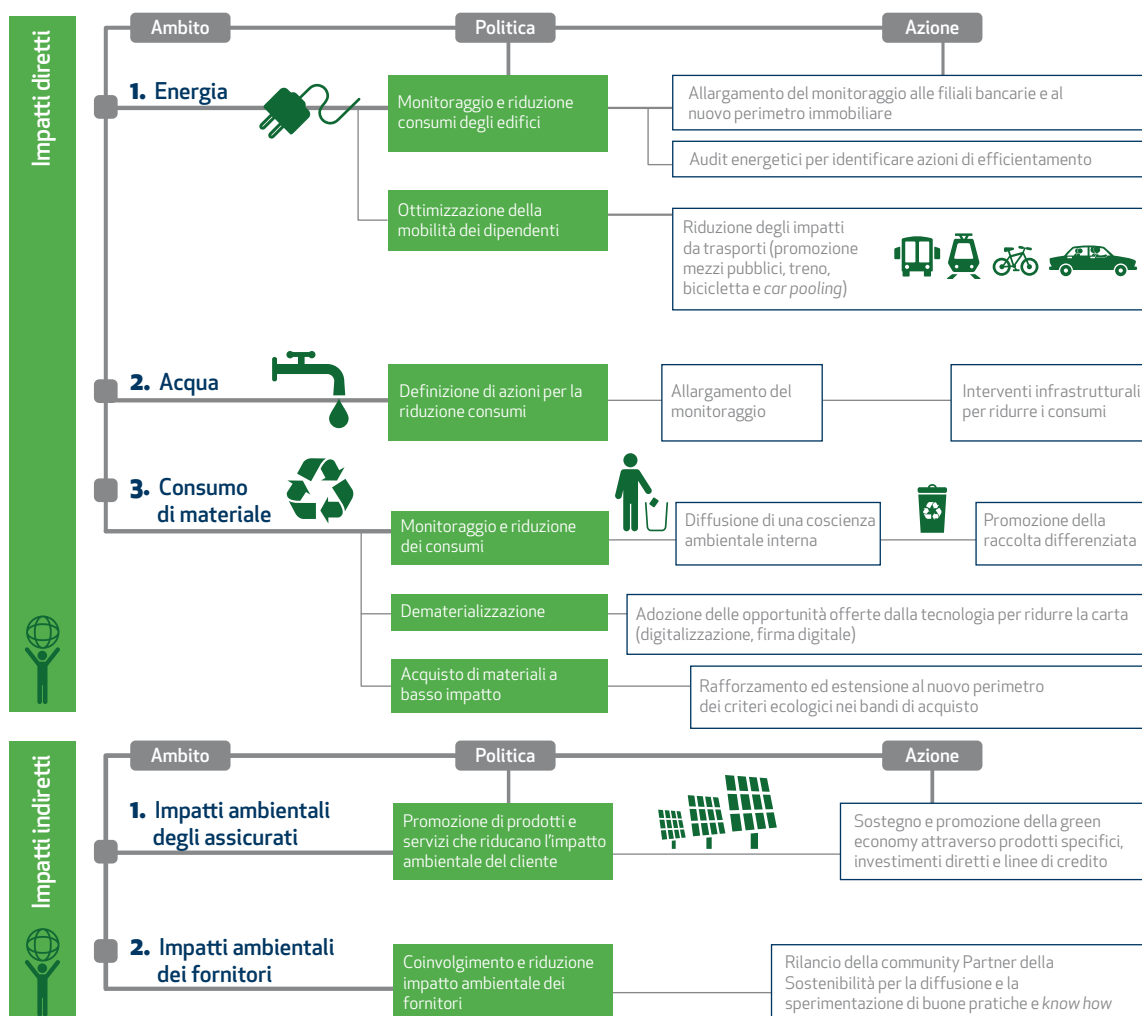 Impatti diretti
Ambito
Politica
Azione
1. Energia
Monitoraggio e riduzione
consumi degli edifici
Allargamento del monitoraggio alle filiali bancarie e al
nuovo perimetro immobiliare
Audit energetici per identificare azioni di efficientamento
Ottimizzazione della
mobilità dei dipendenti
Riduzione degli impatti
da trasporti (promozione
mezzi pubblici, treno,
bicicletta e car pooling)
2. Acqua
Definizione di azioni per la
riduzione consumi
Allargamento del
monitoraggio
Interventi infrastrutturali
per ridurre i consumi
3. Consumo
di materiale
Monitoraggio e riduzione
dei consumi
Diffusione di una coscienza
ambientale interna
Promozione della
raccolta differenziata
Dematerializzazione
Adozione delle opportunità offerte dalla tecnologia per ridurre la carta
(digitalizzazione, firma digitale)
Acquisto di materiali a
basso impatto
Rafforzamento ed estensione al nuovo perimetro
dei criteri ecologici nei bandi di acquisto
Impatti indiretti
Ambito
Politica
Azione
1. Impatti ambientali
degli assicurati
Promozione di prodotti e
servizi che riducano l'impatto
ambientale del cliente
Sostegno e promozione della green
economy attraverso prodotti specifici,
investimenti diretti e linee di credito
2. Impatti ambientali
dei fornitori
Coinvolgimento e riduzione
impatto ambientale dei
fornitori
Rilancio della community Partner della
Sostenibilità per la diffusione e la
sperimentazione di buone pratiche e know how